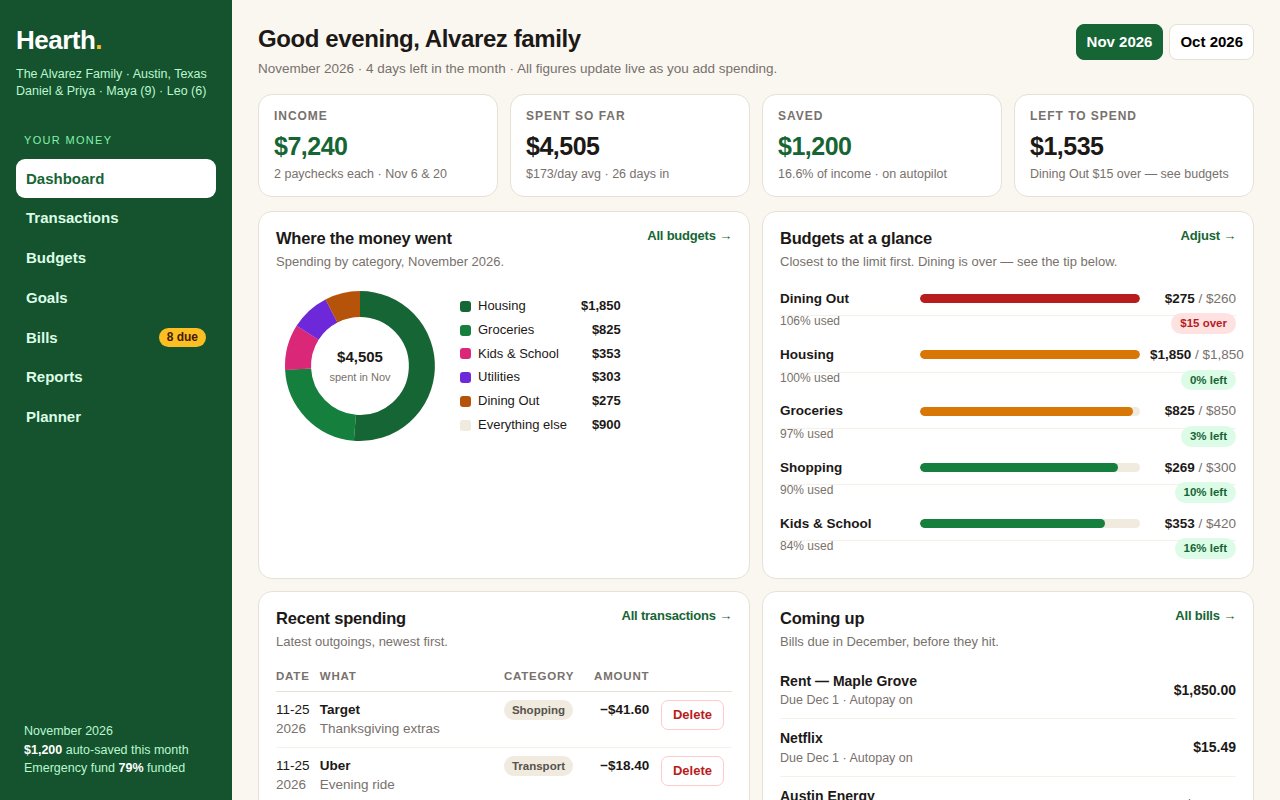 Hearth.
The Alvarez Family · Austin, Texas
Daniel & Priya · Maya (9) · Leo (6)
YOUR MONEY
Dashboard
Transactions
Budgets
Goals
Bills 8 due
Reports
Planner
November 2026
$1,200 auto-saved this month
Emergency fund 79% funded
Good evening, Alvarez family
November 2026 · 4 days left in the month · All figures update live as you add spending.
Nov 2026 Oct 2026
INCOME
$7,240
2 paychecks each · Nov 6 & 20
SPENT SO FAR
$4,505
$173/day avg · 26 days in
SAVED
$1,200
16.6% of income · on autopilot
LEFT TO SPEND
$1,535
Dining Out $15 over — see budgets
Where the money went All budgets →
Spending by category, November 2026.
$4,505
spent in Nov
Housing $1,850
Groceries $825
Kids & School $353
Utilities $303
Dining Out $275
Everything else $900
Budgets at a glance Adjust →
Closest to the limit first. Dining is over — see the tip below.
Dining Out $275 / $260
106% used $15 over
Housing $1,850 / $1,850
100% used 0% left
Groceries $825 / $850
97% used 3% left
Shopping $269 / $300
90% used 10% left
Kids & School $353 / $420
84% used 16% left
Recent spending All transactions →
Latest outgoings, newest first.
DATE WHAT CATEGORY AMOUNT
11-25 Target Shopping −$41.60 Delete
2026 Thanksgiving extras
11-25 Uber Transport −$18.40 Delete
2026 Evening ride
Coming up All bills →
Bills due in December, before they hit.
Rent — Maple Grove $1,850.00
Due Dec 1 · Autopay on
Netflix $15.49
Due Dec 1 · Autopay on
Austin Energy